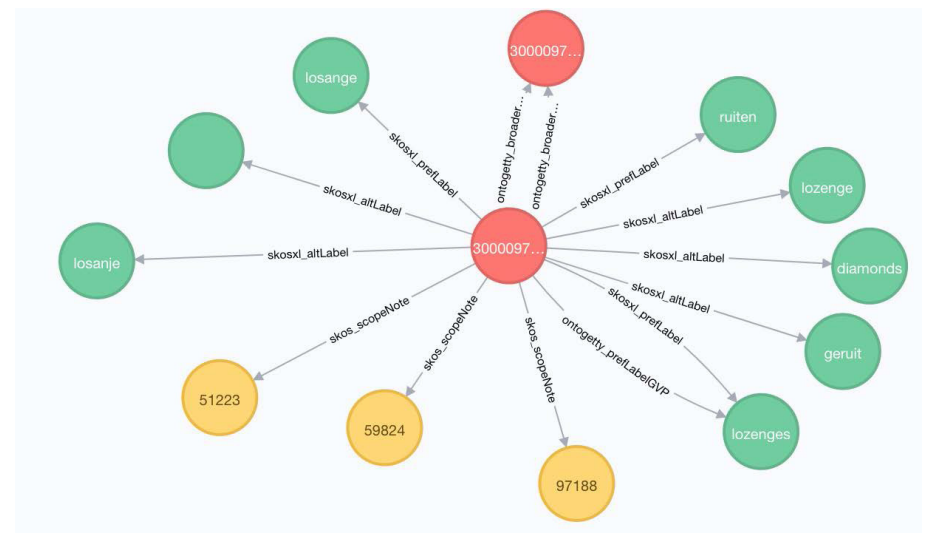 3000097...
losange
ruiten
ontogetty_broader...
ontogetty_broader...
skosxl_prefLabel
skosxl_prefLabel
lozenge
skosxl_altLabel
skosxl_altLabel
3000097...
losanje
skosxl_altLabel
skosxl_altLabel
diamonds
skos_scopeNote
skos_scopeNote
skos_scopeNote
skosxl_altLabel
skosxl_prefLabel
ontogetty_prefLabelGVP
geruit
51223
59824
lozenges
97188